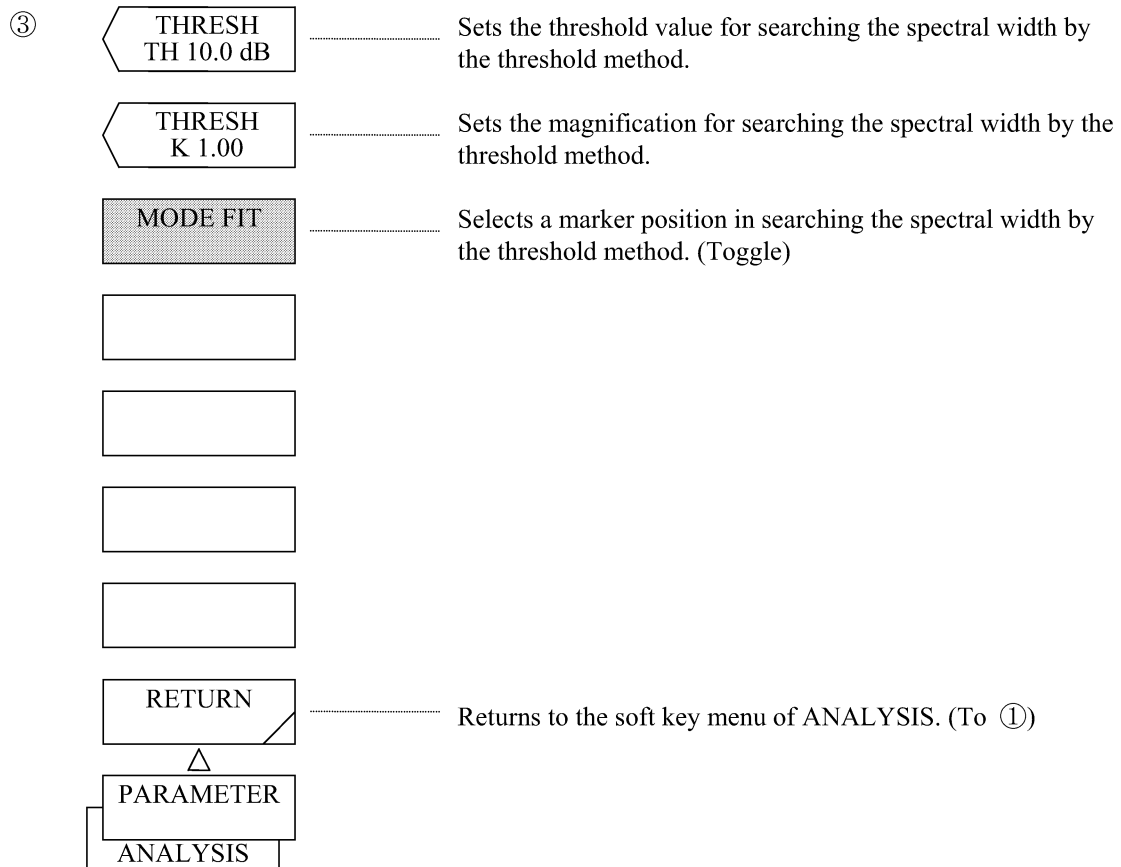 ③
THRESH
TH 10.0 dB
Sets the threshold value for searching the spectral width by
the threshold method.
THRESH
K 1.00
Sets the magnification for searching the spectral width by the
threshold method.
MODE FIT
Selects a marker position in searching the spectral width by
the threshold method. (Toggle)
RETURN
Returns to the soft key menu of ANALYSIS. (To ①)
PARAMETER
ANALYSIS